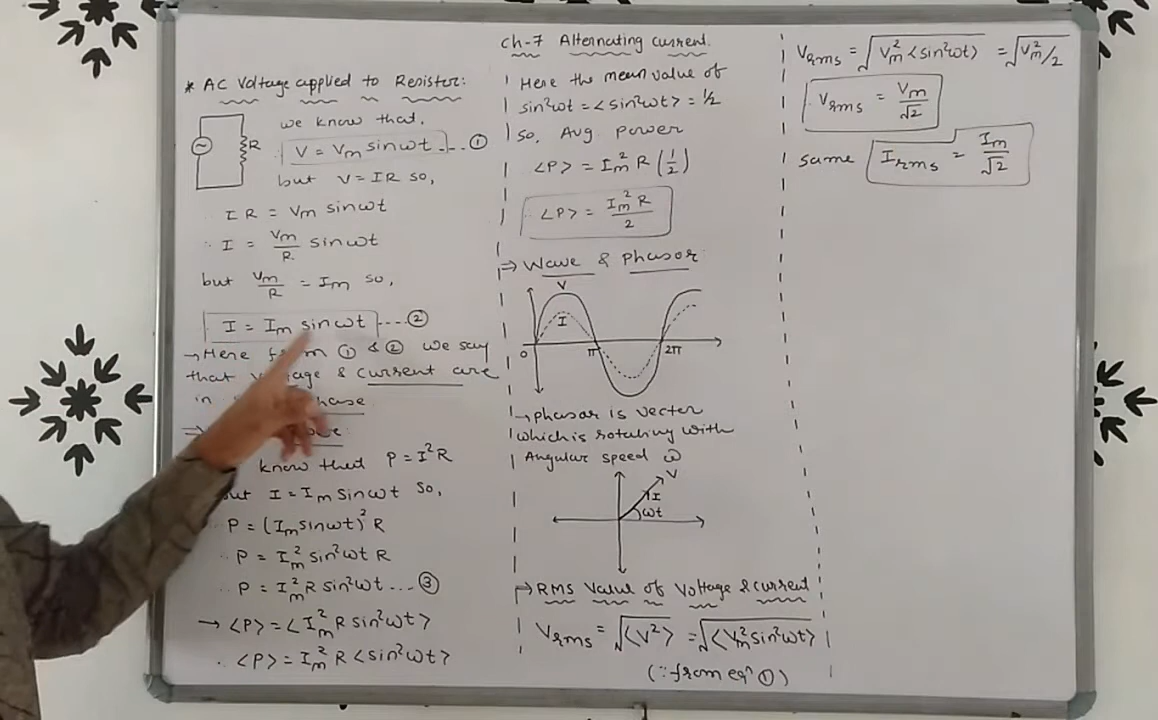 Ch-7 Alternating current.
* AC Voltage applied to Resistor:
R
we know that,
V = Vm sinωt ... ①
but V = IR so,
IR = Vm sinωt
∴ I = Vm/R sinωt
but Vm/R = Im so,
I = Im sinωt ... ②
→ Here ① & ② we say
that & current are
in
⇒
know that P = I²R
but I = Im sinωt so,
P = (Im sinωt)² R
∴ P = Im² sin²ωt R
∴ P = Im² R sin²ωt ... ③
→ <P> = <Im² R sin²ωt>
∴ <P> = Im² R <sin²ωt>
Here the mean value of
sin²ωt = <sin²ωt> = 1/2
so, Avg. power
<P> = Im² R (1/2)
<P> = Im² R / 2
⇒ Wave & phasor
V
I
0 π 2π
→ phasor is vecter
which is rotating with
Angular speed ω
V
I
ωt
⇒ RMS Value of Voltage & current
Vrms = √<V²> = √<Vm² sin²ωt>
(∵ from eqⁿ ①)
Vrms = √Vm² <sin²ωt> = √Vm²/2
Vrms = Vm/√2
same Irms = Im/√2